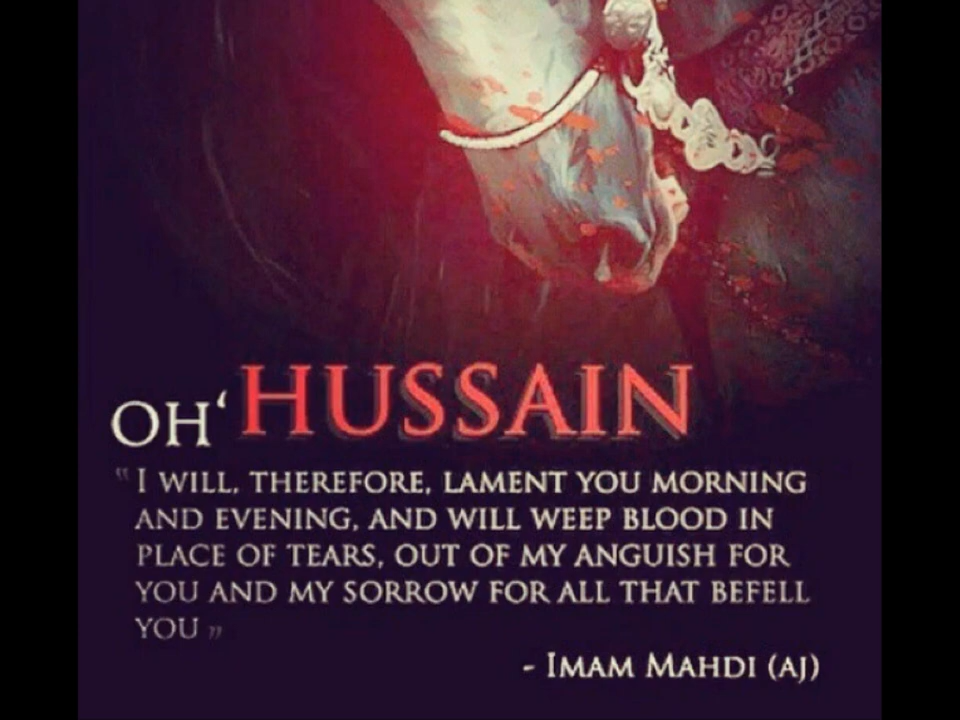 OH' HUSSAIN
"I WILL, THEREFORE, LAMENT YOU MORNING
AND EVENING, AND WILL WEEP BLOOD IN
PLACE OF TEARS, OUT OF MY ANGUISH FOR
YOU AND MY SORROW FOR ALL THAT BEFELL
YOU"
- IMAM MAHDI (AJ)